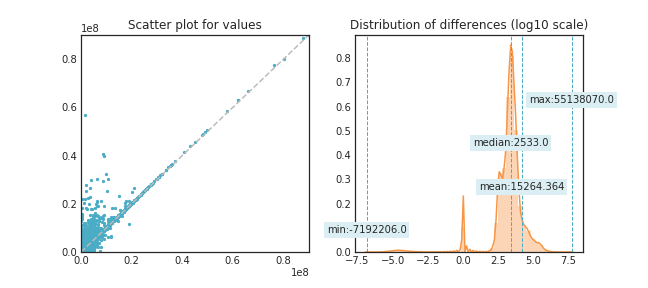 Scatter plot for values
1e8
0.8
0.6
0.4
0.2
0.0
0.0 0.2 0.4 0.6 0.8
1e8
Distribution of differences (log10 scale)
0.8
0.7
0.6
0.5
0.4
0.3
0.2
0.1
0.0
max:55138070.0
median:2533.0
mean:15264.364
min:-7192206.0
−7.5 −5.0 −2.5 0.0 2.5 5.0 7.5